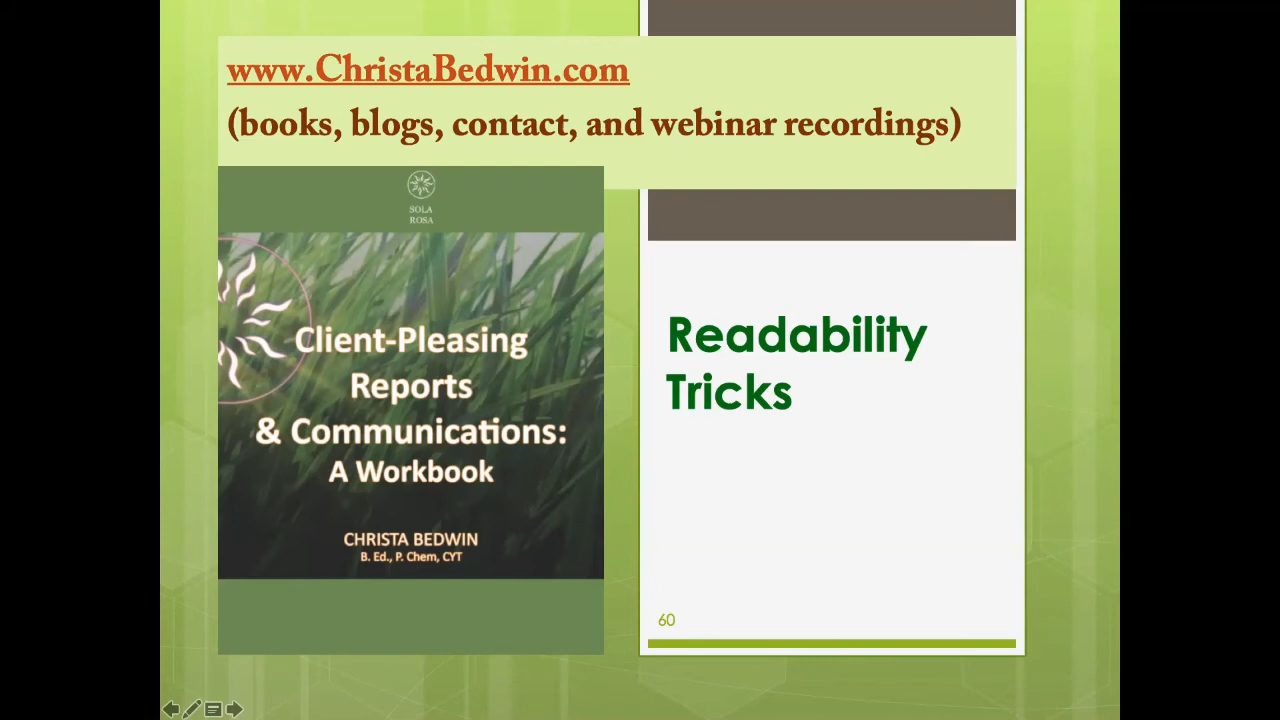 www.ChristaBedwin.com
(books, blogs, contact, and webinar recordings)
SOLA
ROSA
Client-Pleasing
Reports
& Communications:
A Workbook
CHRISTA BEDWIN
B. Ed., P. Chem, CYT
Readability
Tricks
60